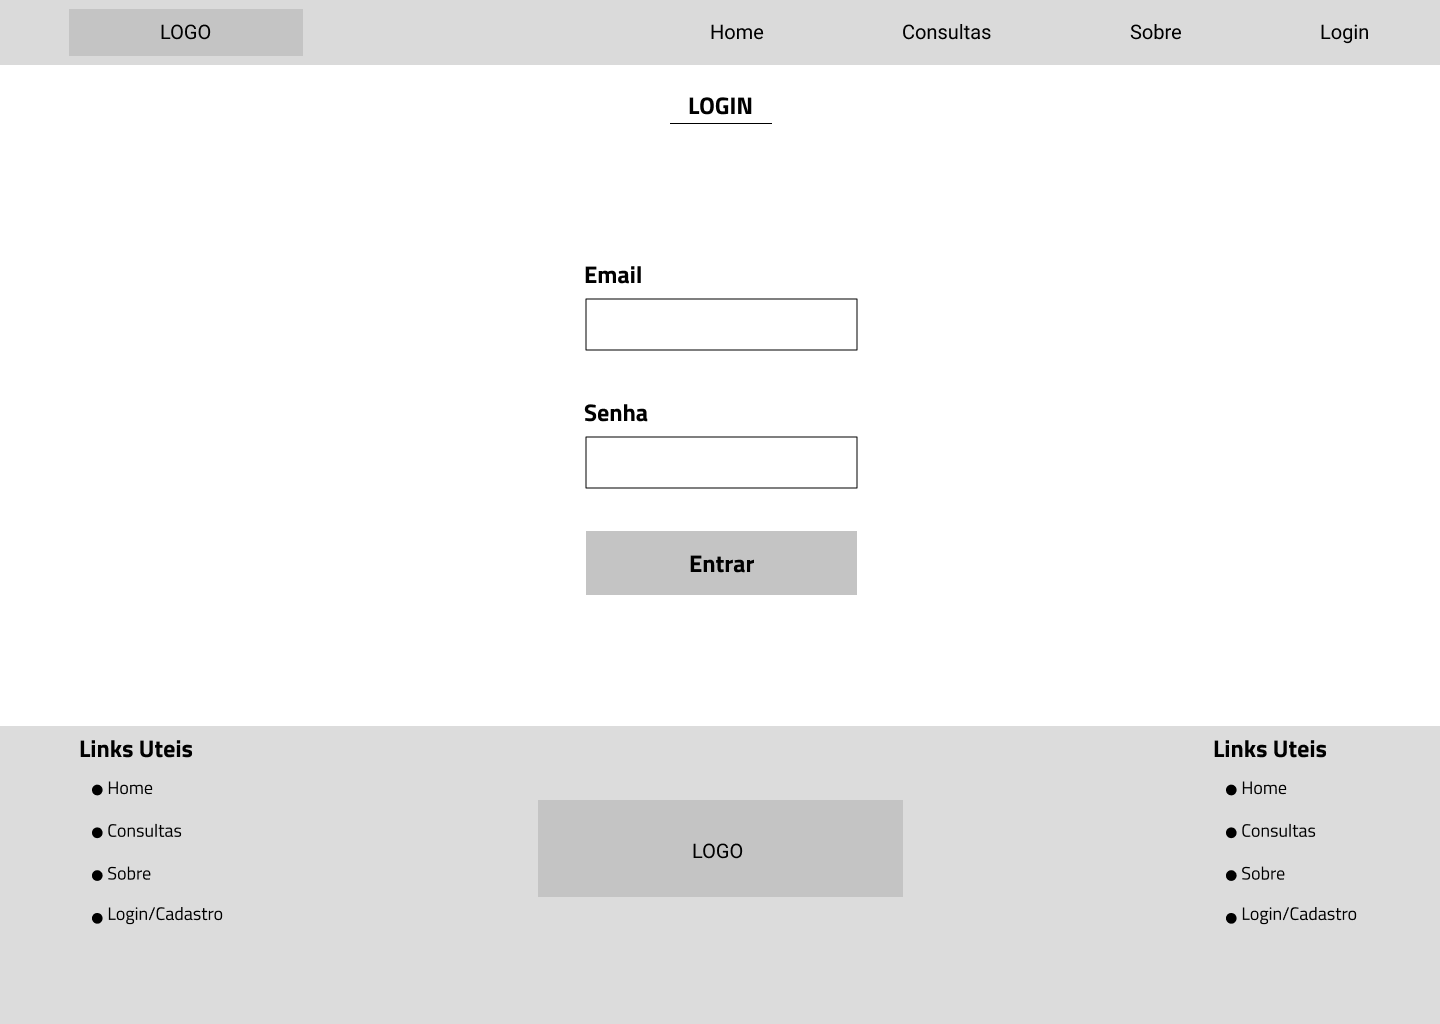 LOGO
Home
Consultas
Sobre
Login
LOGIN
Email
Senha
Entrar
Links Uteis
Home
Consultas
Sobre
Login/Cadastro
LOGO
Links Uteis
Home
Consultas
Sobre
Login/Cadastro